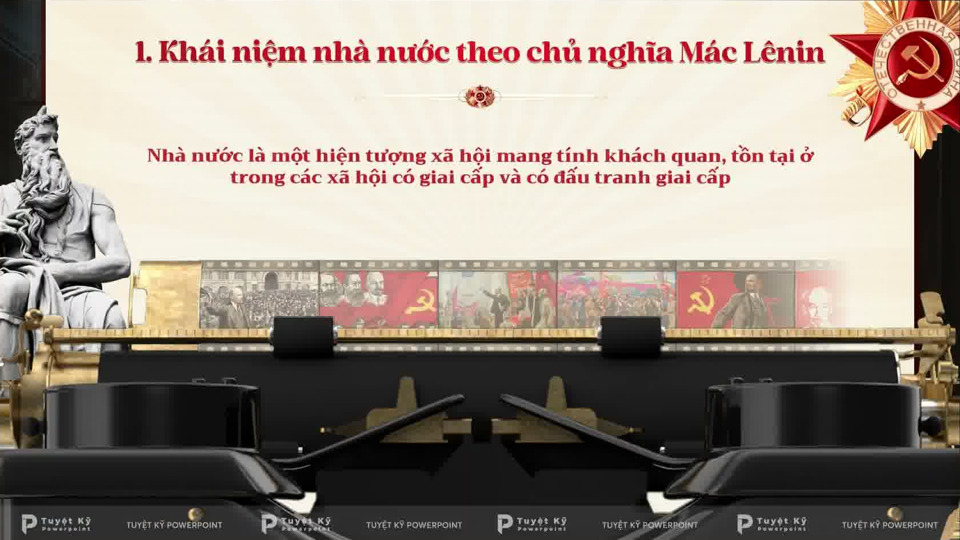 1. Khái niệm nhà nước theo chủ nghĩa Mác Lênin
ОТЕЧЕСТВЕННАЯ ВОЙНА
Nhà nước là một hiện tượng xã hội mang tính khách quan, tồn tại ở
trong các xã hội có giai cấp và có đấu tranh giai cấp
Tuyệt Kỹ
Powerpoint
TUYỆT KỸ POWERPOINT
Tuyệt Kỹ
Powerpoint
TUYỆT KỸ POWERPOINT
Tuyệt Kỹ
Powerpoint
TUYỆT KỸ POWERPOINT
Tuyệt Kỹ
Powerpoint
TUYỆT KỸ POWERPOINT